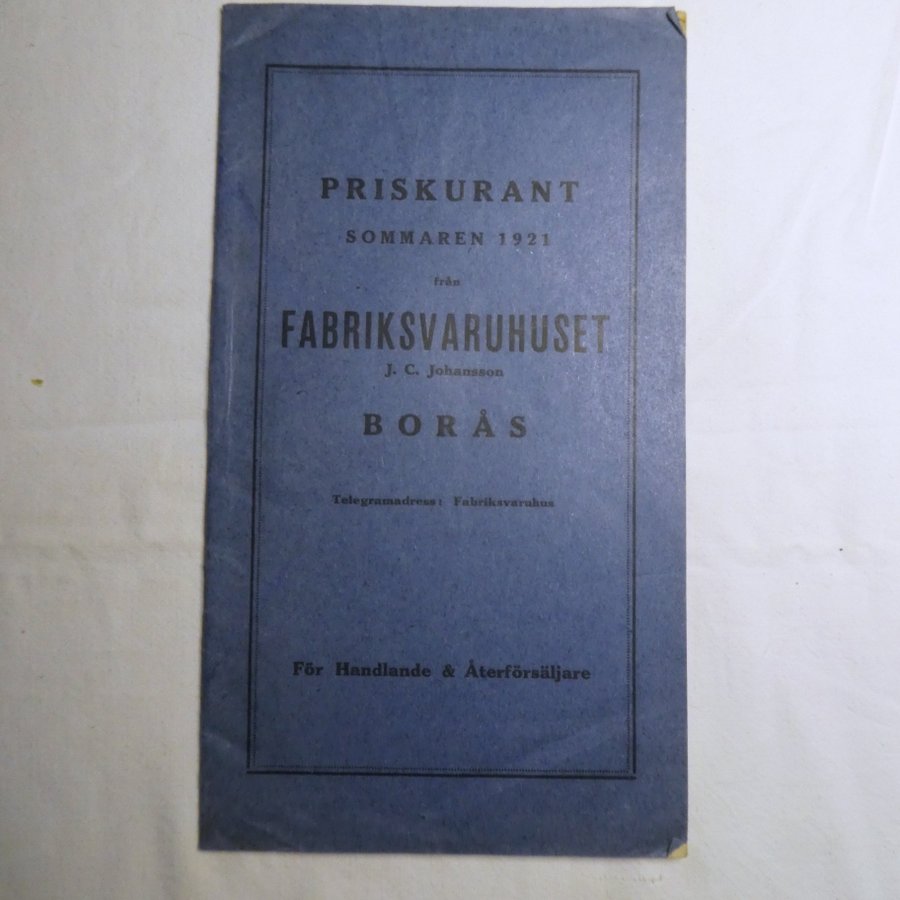 PRISKURANT
SOMMAREN 1921
från
FABRIKSVARUHUSET
J. C. Johansson
BORÅS
Telegramadress: Fabriksvaruhus
För Handlande & Återförsäljare